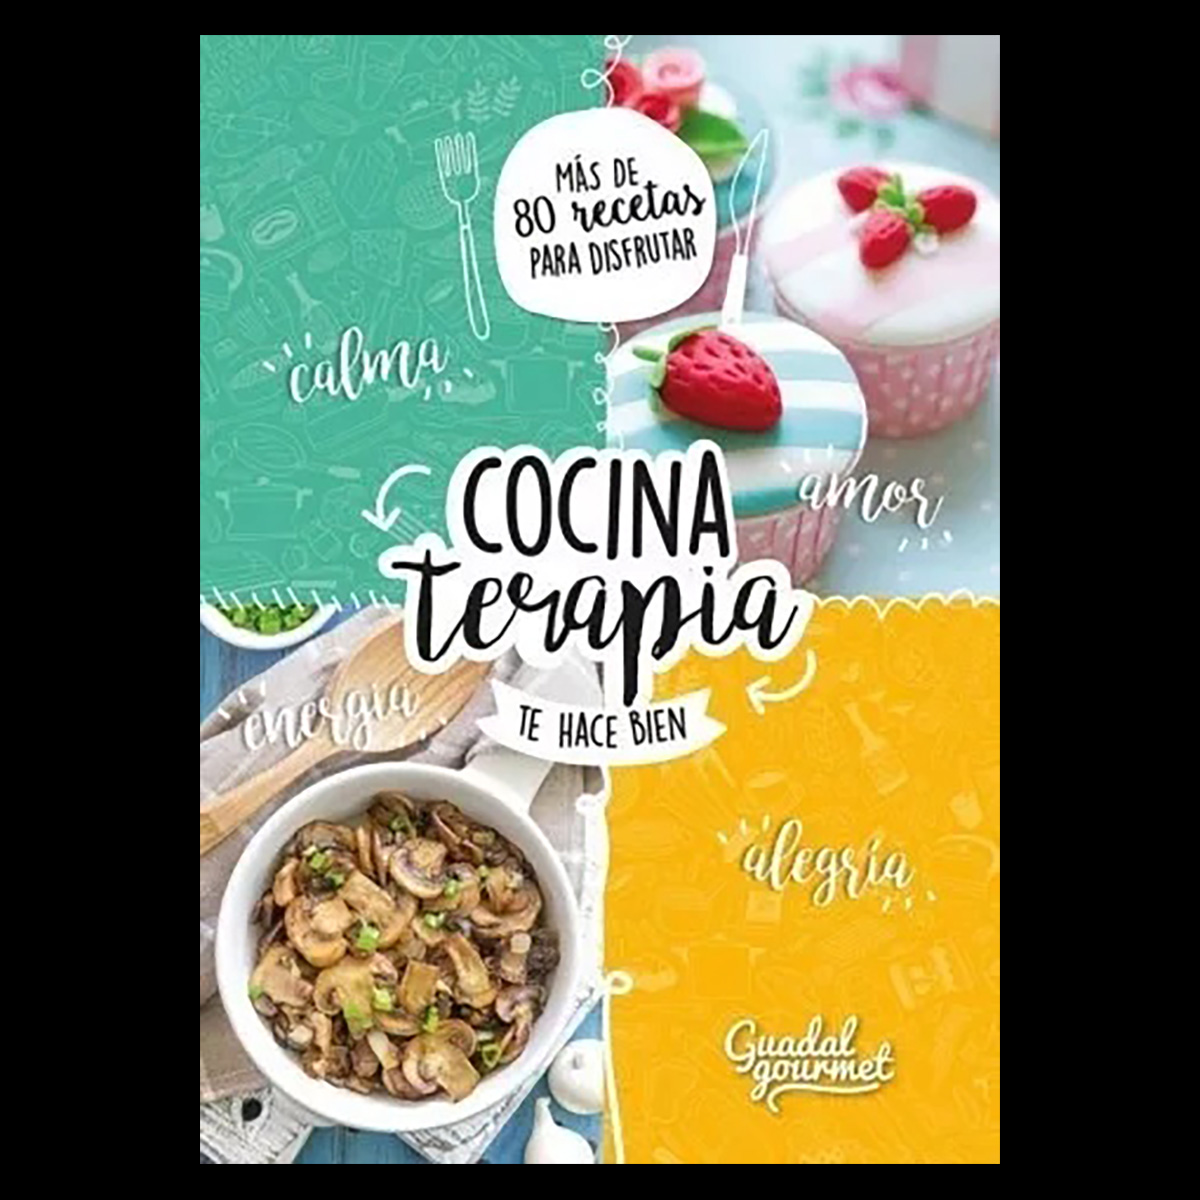 MÁS DE
80 recetas
PARA DISFRUTAR
calma
amor
COCINA
terapia
TE HACE BIEN
energía
alegría
Guadal
gourmet